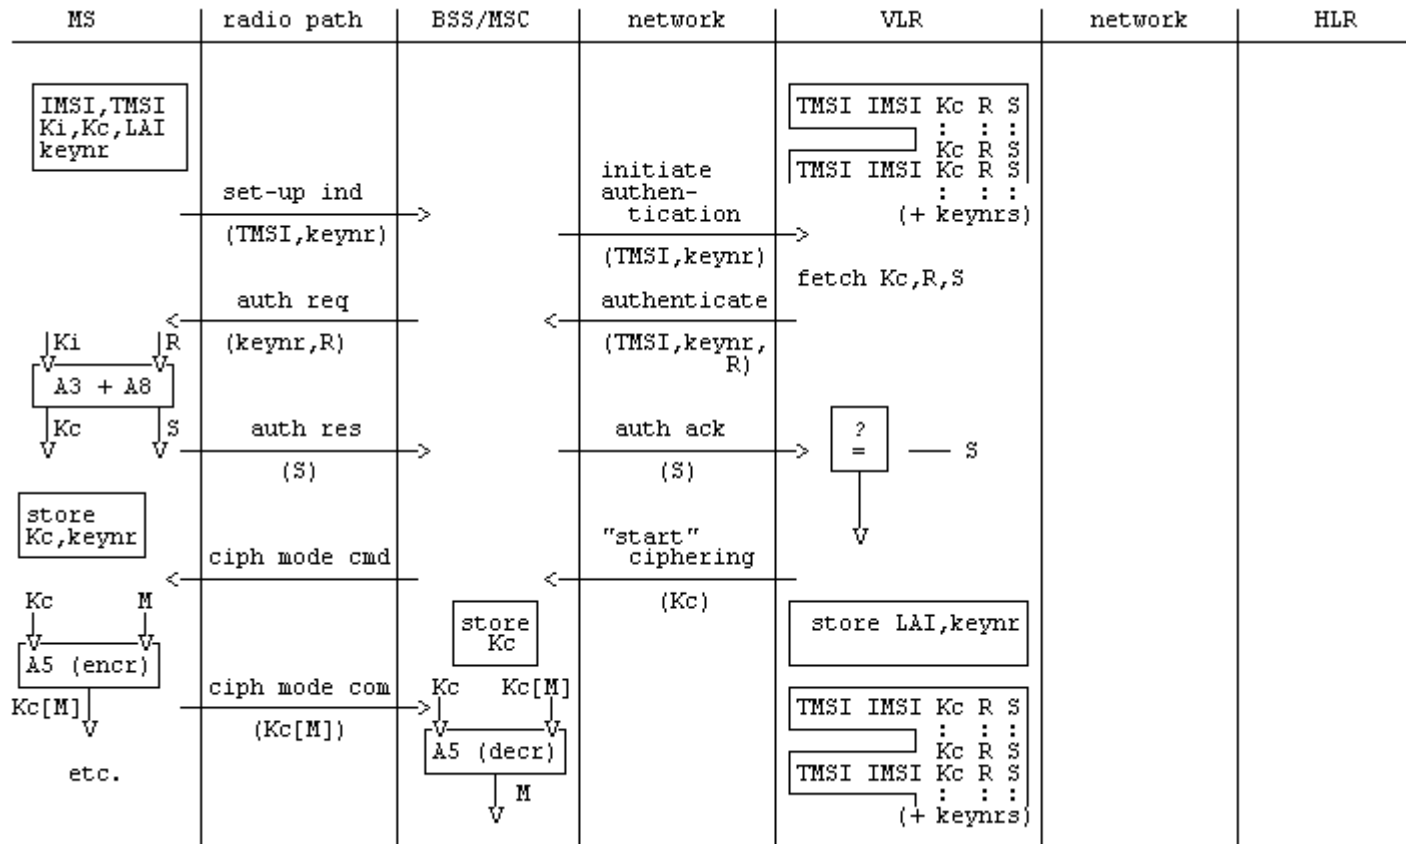 MS radio path BSS/MSC network VLR network HLR
IMSI,TMSI
Ki,Kc,LAI
keynr
TMSI IMSI Kc R S
: : :
Kc R S
TMSI IMSI Kc R S
: : :
(+ keynrs)
set-up ind
(TMSI,keynr)
initiate
authen-
tication
(TMSI,keynr)
fetch Kc,R,S
auth req
(keynr,R)
authenticate
(TMSI,keynr,
R)
Ki R
A3 + A8
Kc S
auth res
(S)
auth ack
(S)
?
=
S
store
Kc,keynr
ciph mode cmd
"start"
ciphering
(Kc)
Kc M
A5 (encr)
Kc[M]
store
Kc
store LAI,keynr
ciph mode com
(Kc[M])
Kc Kc[M]
A5 (decr)
M
TMSI IMSI Kc R S
: : :
Kc R S
TMSI IMSI Kc R S
: : :
(+ keynrs)
etc.